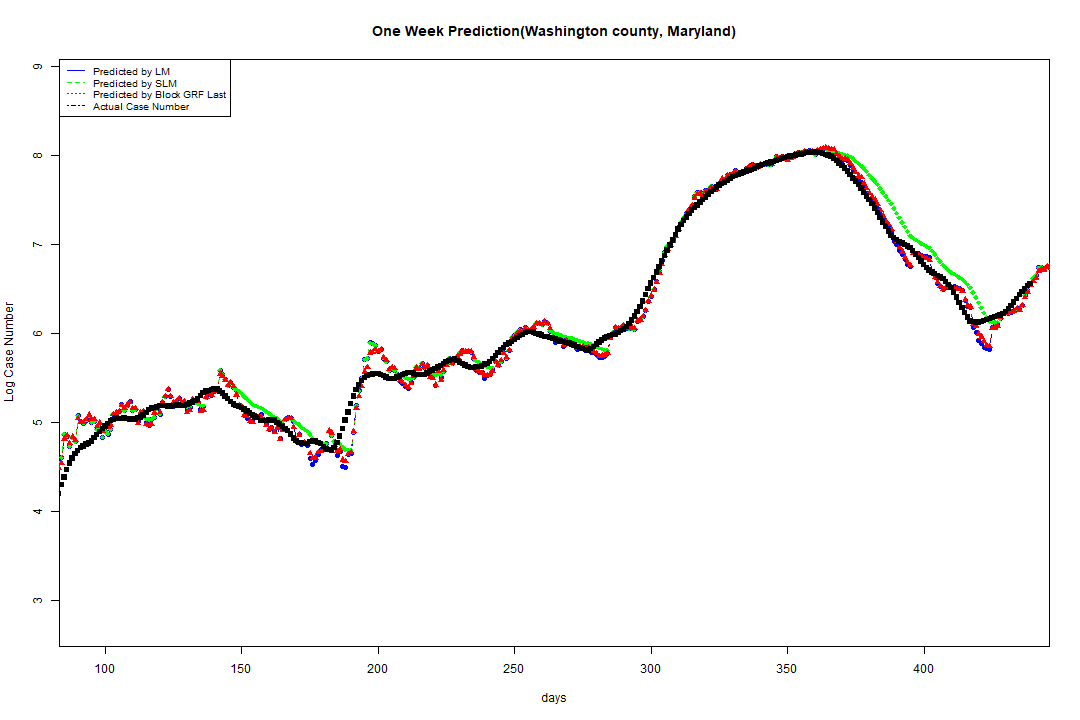 One Week Prediction(Washington county, Maryland)
Predicted by LM
Predicted by SLM
Predicted by Block GRF Last
Actual Case Number
9
8
7
6
5
4
3
Log Case Number
100 150 200 250 300 350 400
days